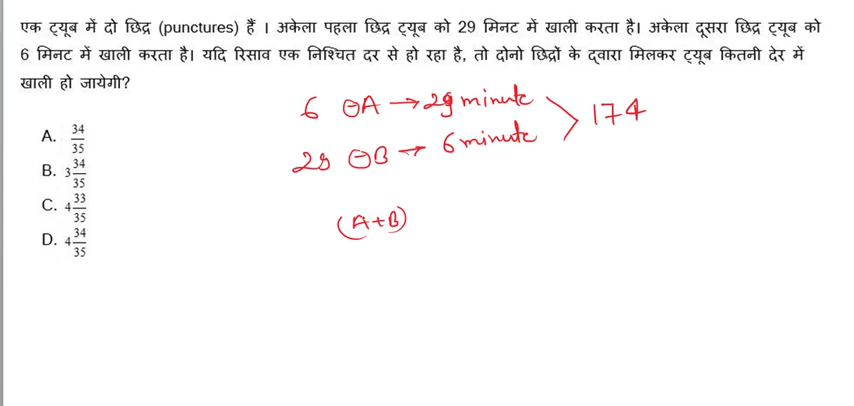 एक ट्यूब में दो छिद्र (punctures) हैं । अकेला पहला छिद्र ट्यूब को 29 मिनट में खाली करता है। अकेला दूसरा छिद्र ट्यूब को
6 मिनट में खाली करता है। यदि रिसाव एक निश्चित दर से हो रहा है, तो दोनो छिद्रों के द्वारा मिलकर ट्यूब कितनी देर में
खाली हो जायेगी?
6 ⊖A → 29 minute
29 ⊖B → 6 minute
174
(A+B)
A. 34/35
B. 3 34/35
C. 4 33/35
D. 4 34/35